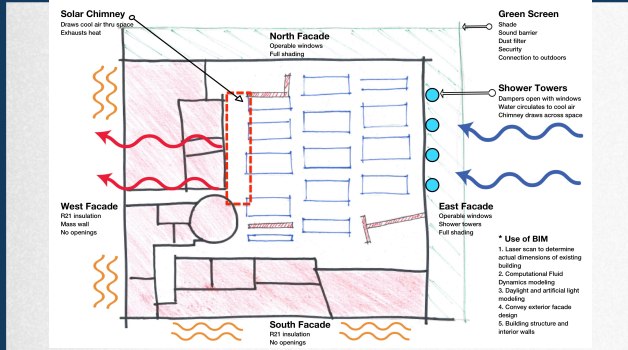 Solar Chimney
Draws cool air thru space
Exhausts heat
North Facade
Operable windows
Full shading
Green Screen
Shade
Sound barrier
Dust filter
Security
Connection to outdoors
Shower Towers
Dampers open with windows
Water circulates to cool air
Chimney draws across space
West Facade
R21 insulation
Mass wall
No openings
East Facade
Operable windows
Shower towers
Full shading
* Use of BIM
1. Laser scan to determine
actual dimensions of existing
building
2. Computational Fluid
Dynamics modeling
3. Daylight and artificial light
modeling
4. Convey exterior facade
design
5. Building structure and
interior walls
South Facade
R21 insulation
No openings